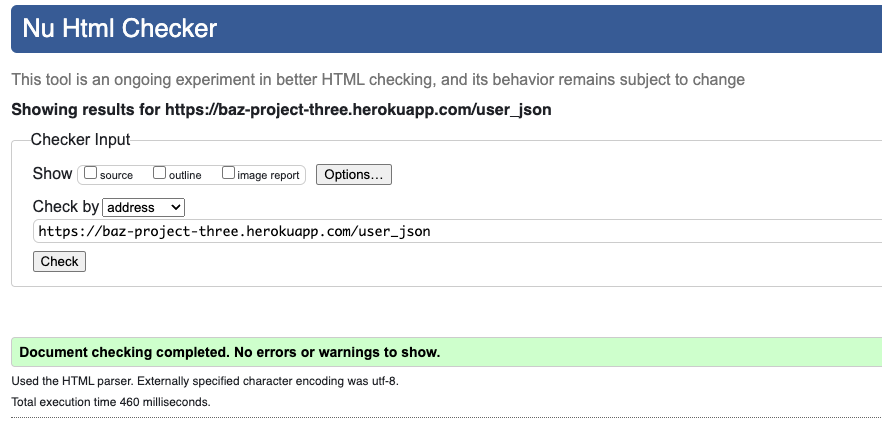 Nu Html Checker
This tool is an ongoing experiment in better HTML checking, and its behavior remains subject to change
Showing results for https://baz-project-three.herokuapp.com/user_json
Checker Input
Show source outline image report Options...
Check by address
https://baz-project-three.herokuapp.com/user_json
Check
Document checking completed. No errors or warnings to show.
Used the HTML parser. Externally specified character encoding was utf-8.
Total execution time 460 milliseconds.